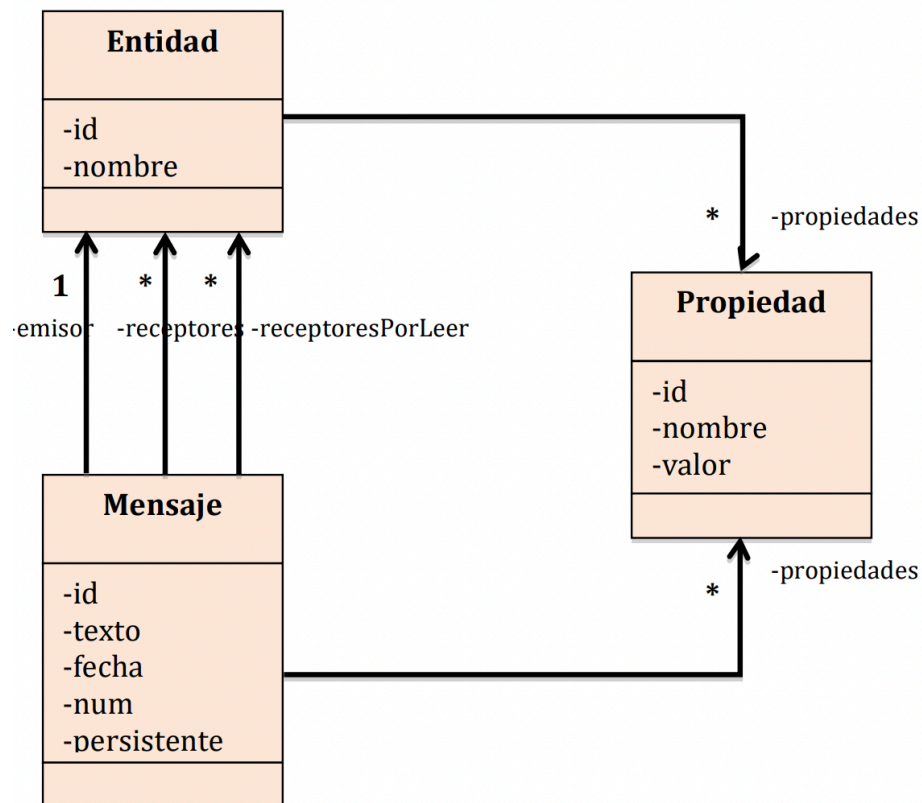 Entidad
-id
-nombre
* -propiedades
1 * *
-emisor -receptores -receptoresPorLeer
Propiedad
-id
-nombre
-valor
Mensaje
-id
-texto
-fecha
-num
-persistente
* -propiedades